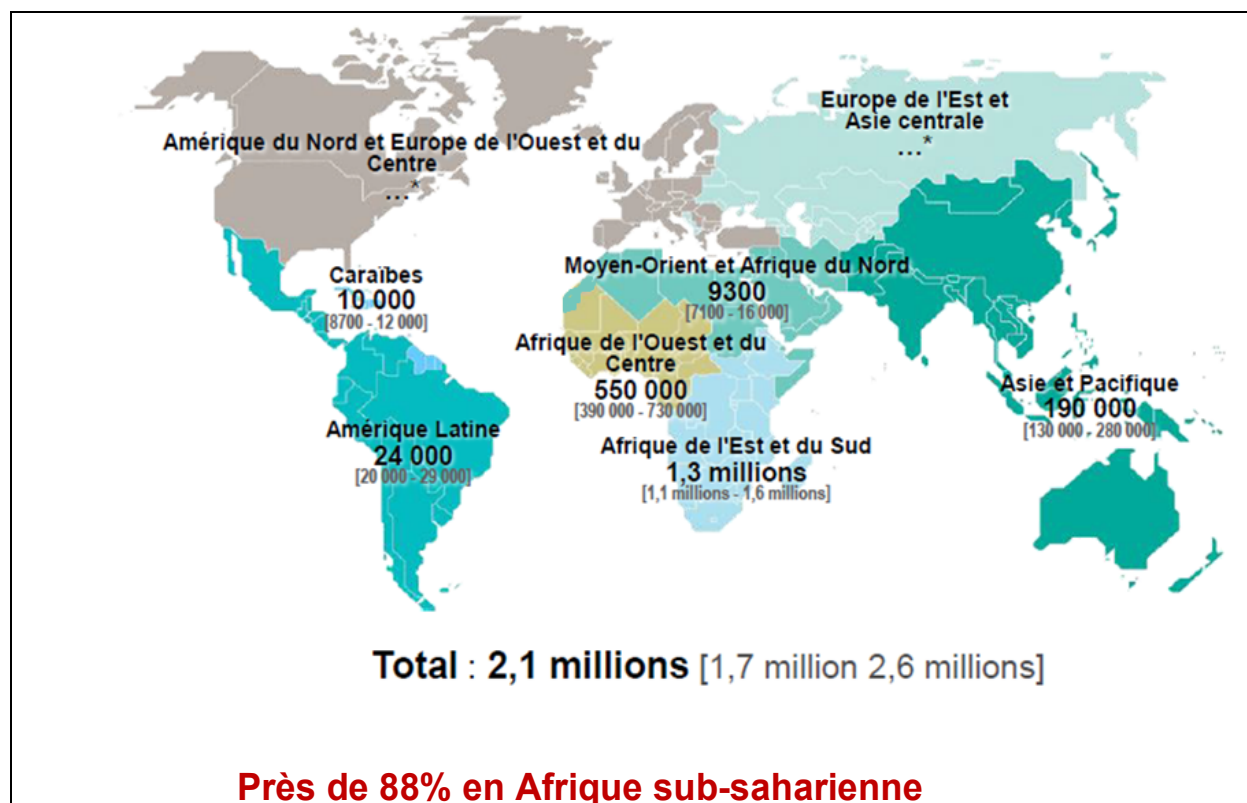 Europe de l'Est et
Asie centrale
...*
Amérique du Nord et Europe de l'Ouest et du
Centre
...*
Caraïbes
10 000
[8700 - 12 000]
Moyen-Orient et Afrique du Nord
9300
[7100 - 16 000]
Afrique de l'Ouest et du
Centre
550 000
[390 000 - 730 000]
Asie et Pacifique
190 000
[130 000 - 280 000]
Amérique Latine
24 000
[20 000 - 29 000]
Afrique de l'Est et du Sud
1,3 millions
[1,1 millions - 1,6 millions]
Total : 2,1 millions [1,7 million 2,6 millions]
Près de 88% en Afrique sub-saharienne